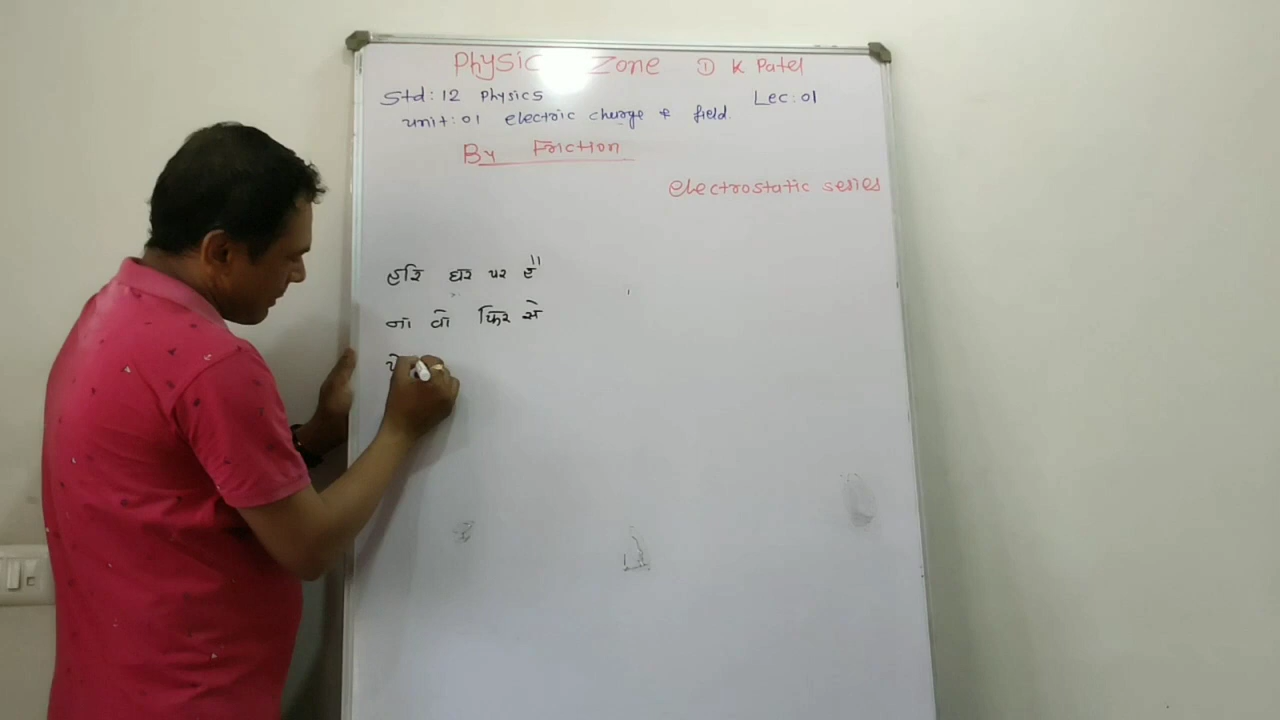 Physic Zone D K Patel
Std: 12 Physics Lec: 01
unit: 01 electric charge & field.
By Friction
electrostatic series
हरि घर पर है"
ना वो फिर से